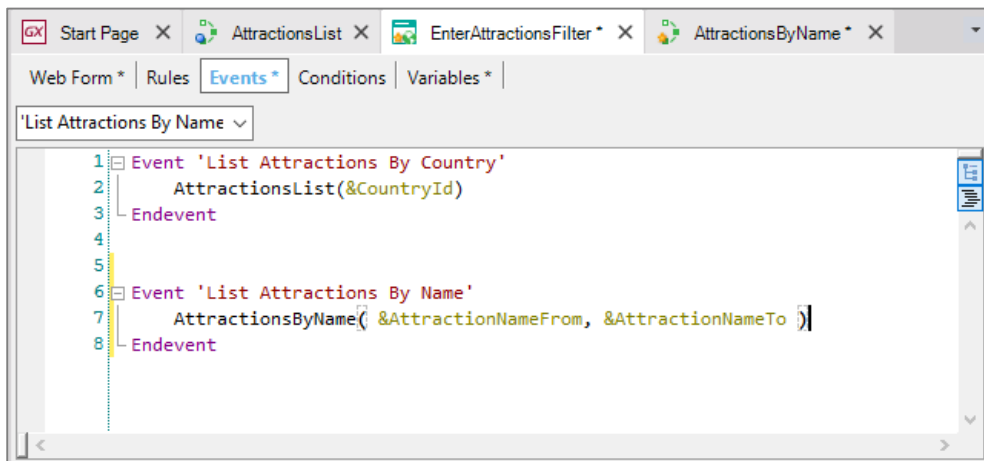 GX Start Page X AttractionsList X EnterAttractionsFilter * X AttractionsByName * X
Web Form * Rules Events * Conditions Variables *
'List Attractions By Name
1 Event 'List Attractions By Country'
2 AttractionsList(&CountryId)
3 Endevent
4
5
6 Event 'List Attractions By Name'
7 AttractionsByName( &AttractionNameFrom, &AttractionNameTo )
8 Endevent